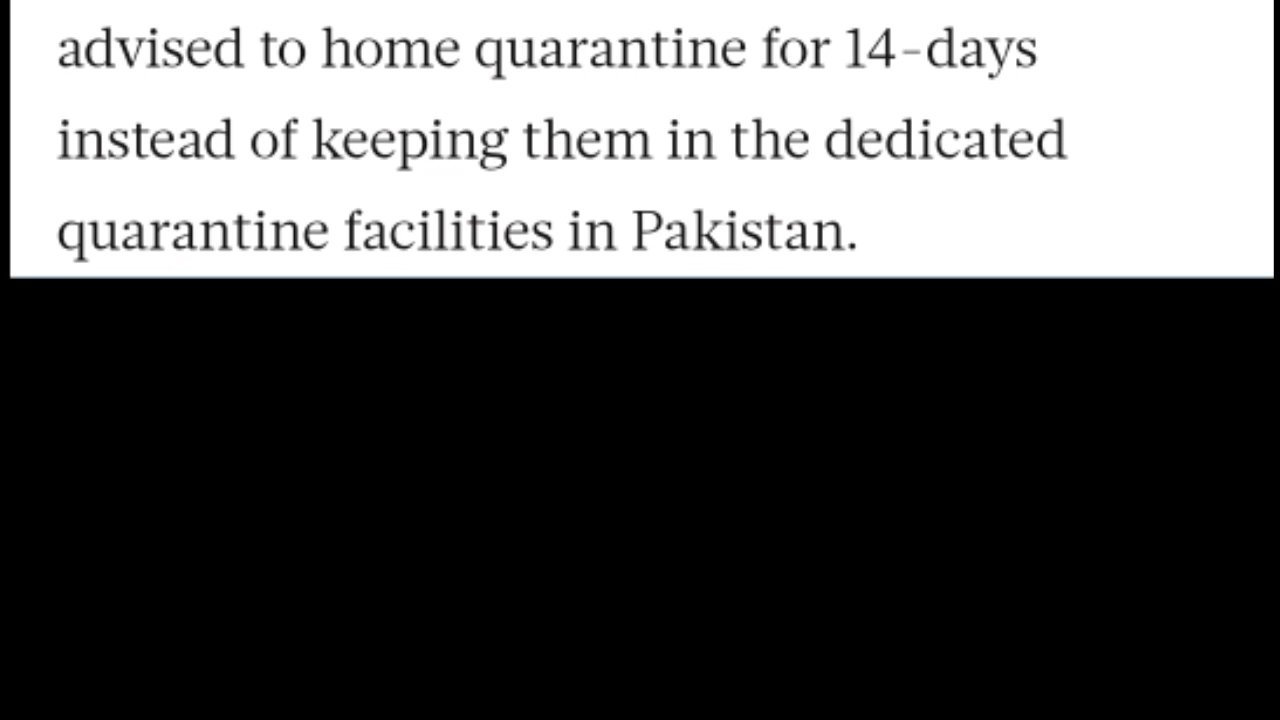 advised to home quarantine for 14-days
instead of keeping them in the dedicated
quarantine facilities in Pakistan.